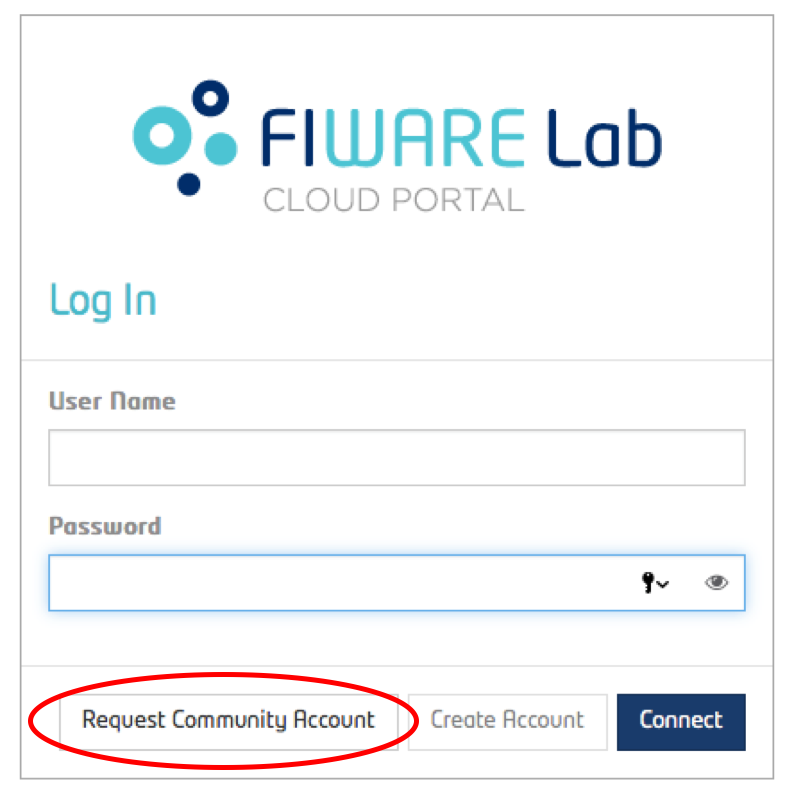 FIWARE Lab
CLOUD PORTAL
Log In
User Name
Password
Request Community Account Create Account Connect